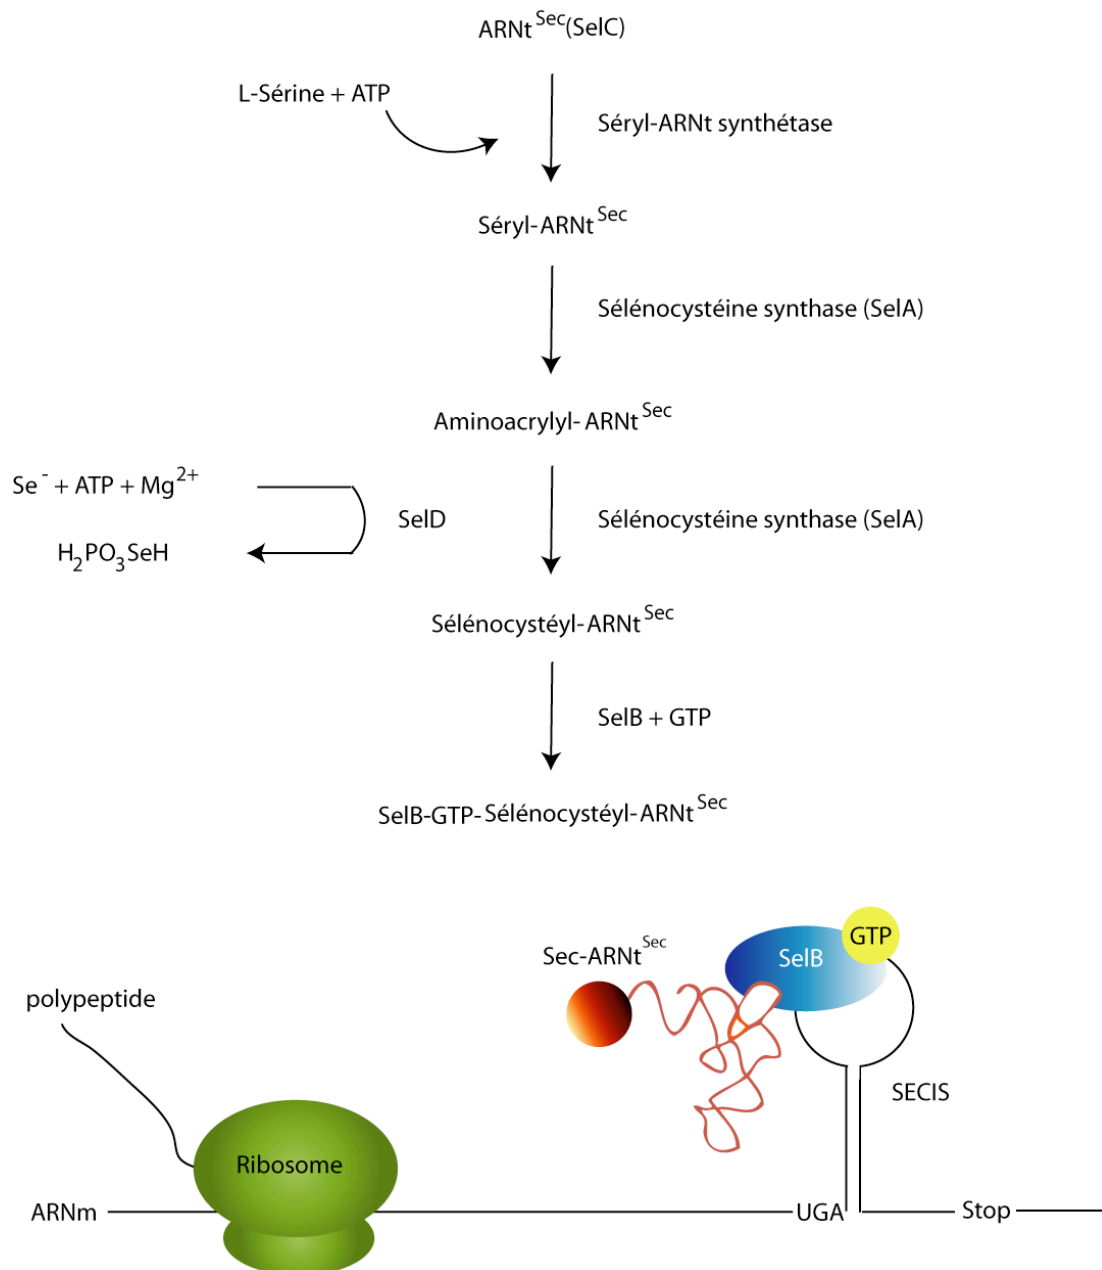 ARNt^Sec(SelC)
L-Sérine + ATP
Séryl-ARNt synthétase
Séryl-ARNt^Sec
Sélénocystéine synthase (SelA)
Aminoacrylyl-ARNt^Sec
Se^- + ATP + Mg^2+
SelD
Sélénocystéine synthase (SelA)
H₂PO₃SeH
Sélénocystéyl-ARNt^Sec
SelB + GTP
SelB-GTP-Sélénocystéyl-ARNt^Sec
GTP
SelB
Sec-ARNt^Sec
polypeptide
SECIS
Ribosome
ARNm
UGA
Stop